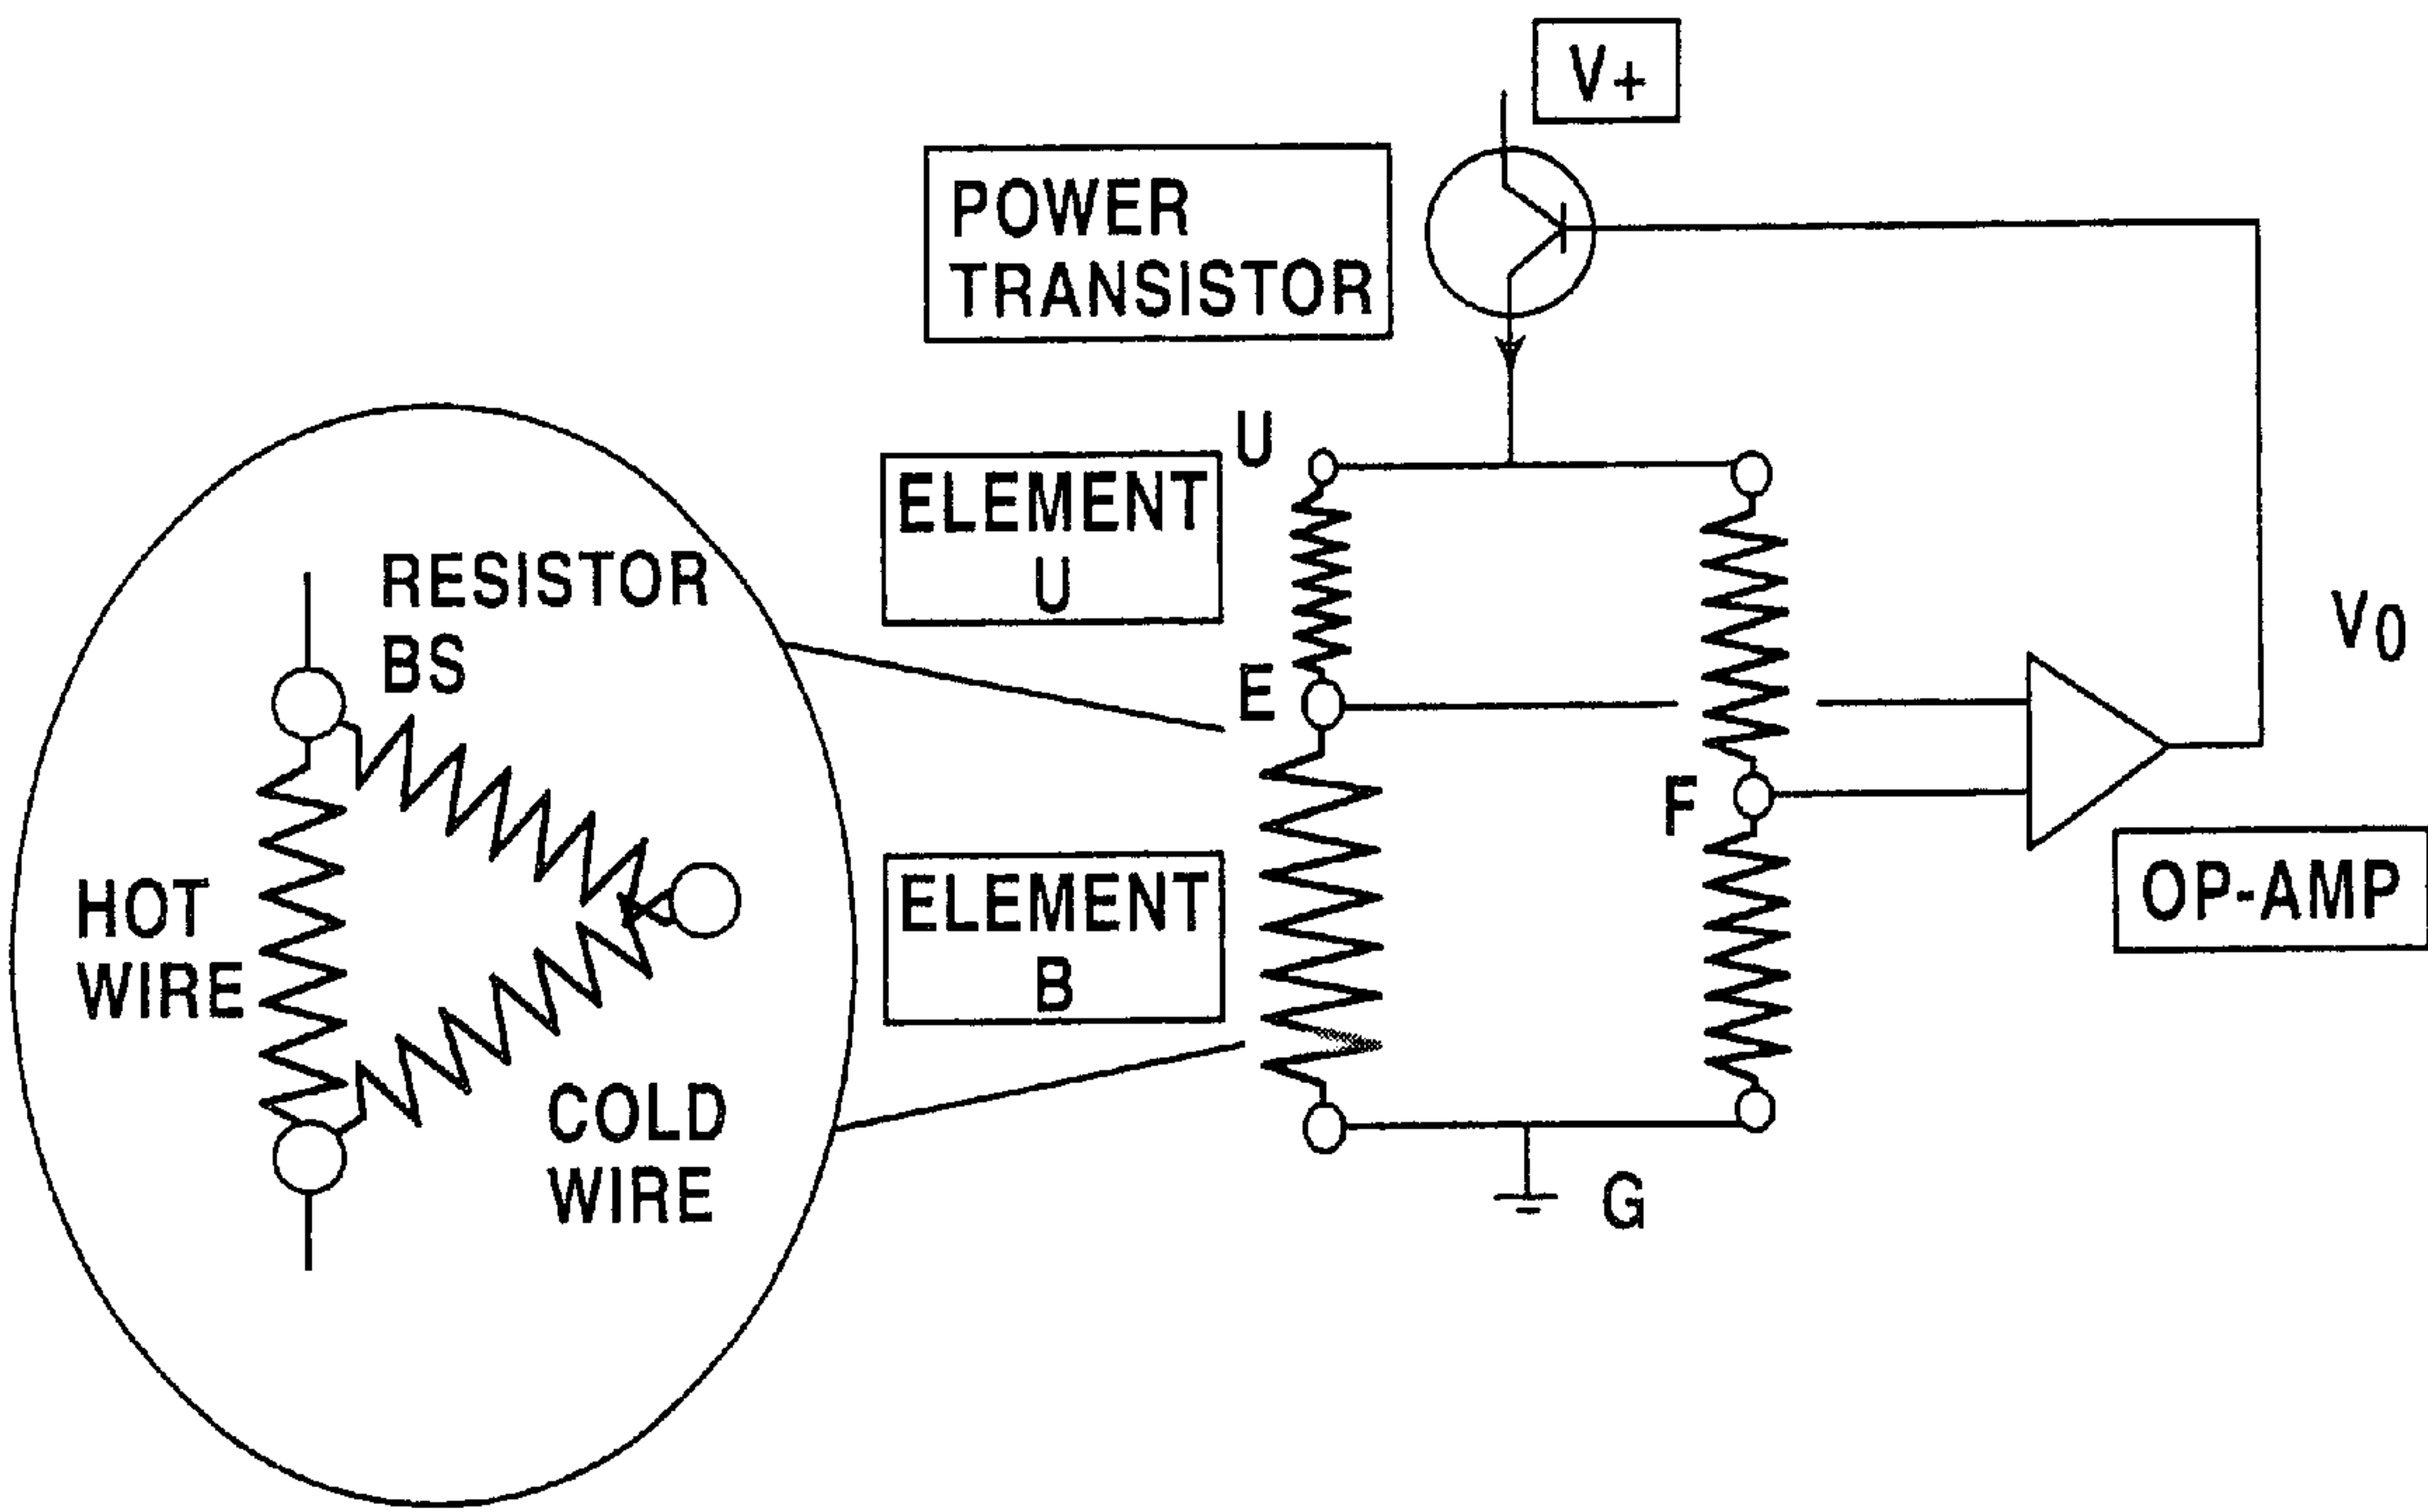 V+
POWER
TRANSISTOR
U
ELEMENT
U
RESISTOR
BS
E
V0
F
HOT
WIRE
ELEMENT
B
OP-AMP
COLD
WIRE
G